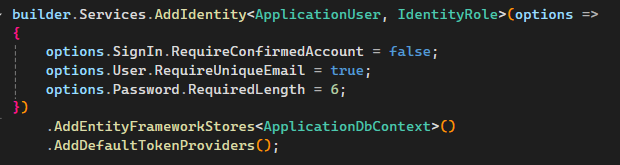 builder.Services.AddIdentity<ApplicationUser, IdentityRole>(options =>
{
    options.SignIn.RequireConfirmedAccount = false;
    options.User.RequireUniqueEmail = true;
    options.Password.RequiredLength = 6;
})
    .AddEntityFrameworkStores<ApplicationDbContext>()
    .AddDefaultTokenProviders();